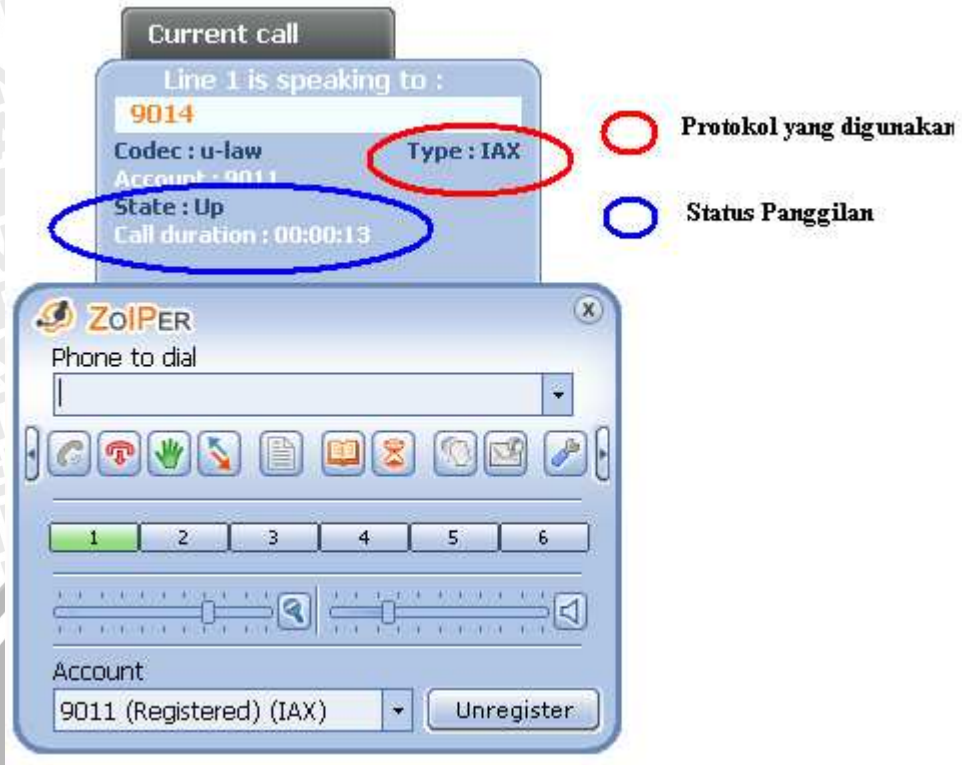 Current call
Line 1 is speaking to :
9014
Codec : u-law Type : IAX
Account : 9011
State : Up
Call duration : 00:00:13
Protokol yang digunakan
Status Panggilan
ZoIPER
Phone to dial
1 2 3 4 5 6
Account
9011 (Registered) (IAX) Unregister